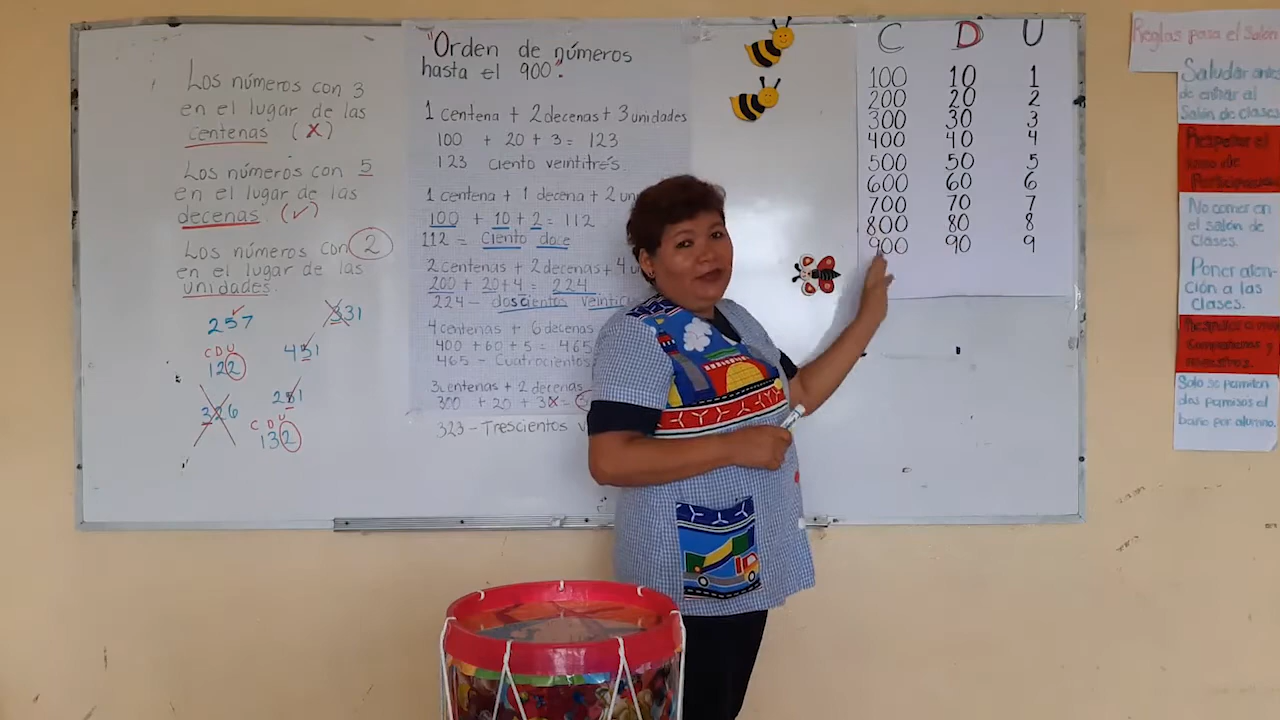 Los números con 3
en el lugar de las
centenas (x)
Los números con 5
en el lugar de las
decenas. (✓)
Los números con 2
en el lugar de las
unidades.
257
331
C D U
122
451
326
251
C D U
132
"Orden de números
hasta el 900".
1 centena + 2 decenas + 3 unidades
100 + 20 + 3 = 123
123 ciento veintitrés.
1 centena + 1 decena + 2
100 + 10 + 2 = 112
112 = Ciento doce
2 centenas + 2 decenas + 4
200 + 20 + 4 = 224
224 - doscientos
4 centenas + 6 decenas
400 + 60 + 5 = 465
465 - Cuatrocientos
3 centenas + 2 decenas
300 + 20 + 3 =
323 - Trescientos
C D U
100 10 1
200 20 2
300 30 3
400 40 4
500 50 5
600 60 6
700 70 7
800 80 8
900 90 9
Reglas para el Salón
Saludar antes
de entrar al
Salón de clases.
Respetar el
Participación
No comer en
el salón de
clases.
Poner aten-
ción a las
clases.
maestros.
Solo se permiten
dos permisos al
baño por alumno.